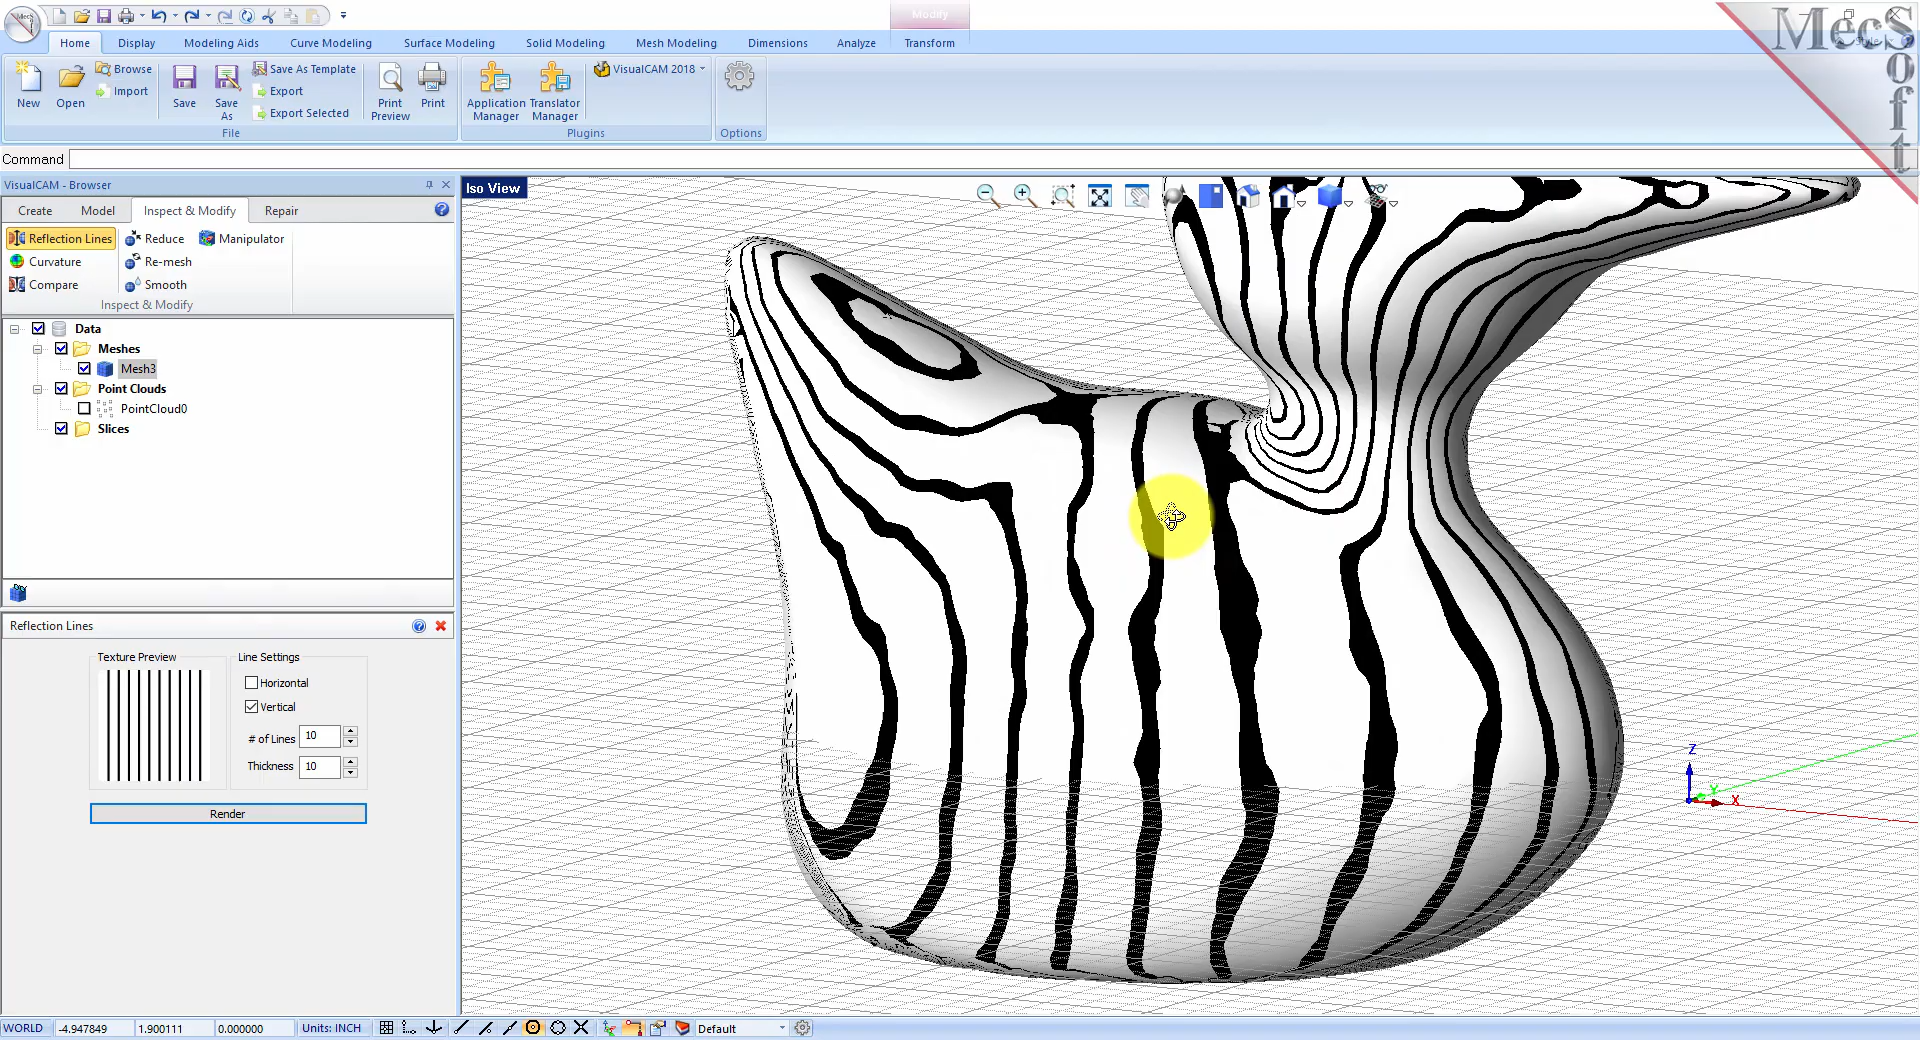 Modify
Home Display Modeling Aids Curve Modeling Surface Modeling Solid Modeling Mesh Modeling Dimensions Analyze Transform
New
Open
Browse
Import
Save
Save As
Save As Template
Export
Export Selected
Print Preview
Print
File
Application Manager
Translator Manager
VisualCAM 2018
Plugins
Options
MecSoft
Command
VisualCAM - Browser
Create Model Inspect & Modify Repair
Reflection Lines Reduce Manipulator
Curvature Re-mesh
Compare Smooth
Inspect & Modify
Data
Meshes
Mesh3
Point Clouds
PointCloud0
Slices
Reflection Lines
Texture Preview
Line Settings
Horizontal
Vertical
# of Lines 10
Thickness 10
Render
Iso View
Z
Y
X
WORLD -4.947849 1.900111 0.000000 Units: INCH Default